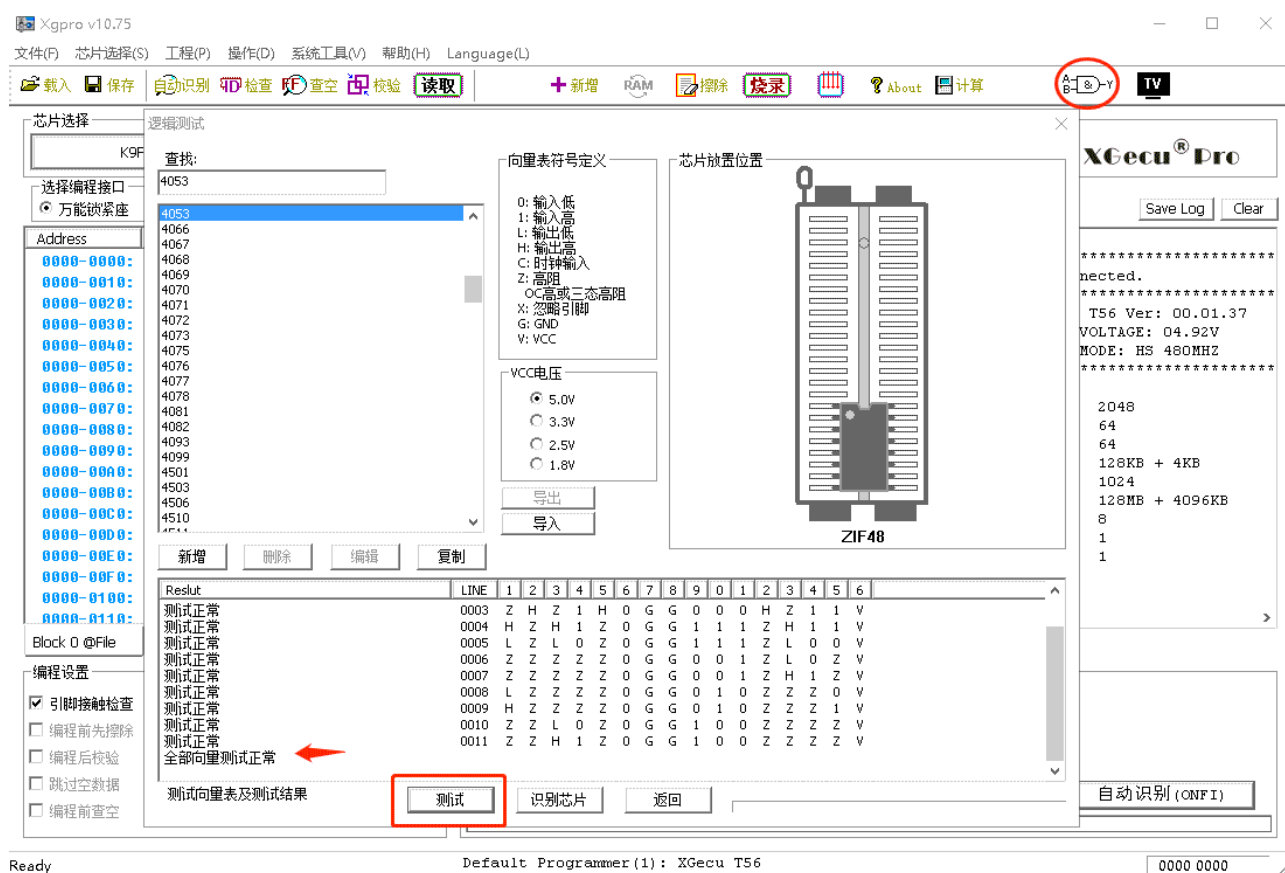 Xgpro v10.75
文件(F) 芯片选择(S) 工程(P) 操作(D) 系统工具(V) 帮助(H) Language(L)
载入 保存 自动识别 检查 查空 校验 读取 新增 RAM 擦除 烧录 About 计算 A B & Y TV
芯片选择
K9F
选择编程接口
万能锁紧座
Address
0000-0000:
0000-0010:
0000-0020:
0000-0030:
0000-0040:
0000-0050:
0000-0060:
0000-0070:
0000-0080:
0000-0090:
0000-00A0:
0000-00B0:
0000-00C0:
0000-00D0:
0000-00E0:
0000-00F0:
0000-0100:
0000-0110:
Block 0 @File
编程设置
引脚接触检查
编程前先擦除
编程后校验
跳过空数据
编程前查空
逻辑测试
查找:
4053
4053
4066
4067
4068
4069
4070
4071
4072
4073
4075
4076
4077
4078
4081
4082
4093
4099
4501
4503
4506
4510
新增 删除 编辑 复制
向量表符号定义
0: 输入低
1: 输入高
L: 输出低
H: 输出高
C: 时钟输入
Z: 高阻
OC高或三态高阻
X: 忽略引脚
G: GND
V: VCC
VCC电压
5.0V
3.3V
2.5V
1.8V
导出
导入
芯片放置位置
ZIF48
Reslut LINE 1 2 3 4 5 6 7 8 9 0 1 2 3 4 5 6
测试正常 0003 Z H Z 1 H 0 G G 0 0 0 H Z 1 1 V
测试正常 0004 H Z H 1 Z 0 G G 1 1 1 Z H 1 1 V
测试正常 0005 L Z L 0 Z 0 G G 1 1 1 Z L 0 0 V
测试正常 0006 Z Z Z Z Z 0 G G 0 0 1 Z L 0 Z V
测试正常 0007 Z Z Z Z Z 0 G G 0 0 1 Z H 1 Z V
测试正常 0008 L Z Z Z Z 0 G G 0 1 0 Z Z Z 0 V
测试正常 0009 H Z Z Z Z 0 G G 0 1 0 Z Z Z 1 V
测试正常 0010 Z Z L 0 Z 0 G G 1 0 0 Z Z Z Z V
测试正常 0011 Z Z H 1 Z 0 G G 1 0 0 Z Z Z Z V
全部向量测试正常
测试向量表及测试结果 测试 识别芯片 返回
XGecu® Pro
Save Log Clear
*********************
nected.
*********************
T56 Ver: 00.01.37
VOLTAGE: 04.92V
MODE: HS 480MHZ
*********************
2048
64
64
128KB + 4KB
1024
128MB + 4096KB
8
1
1
自动识别(ONFI)
Ready Default Programmer(1): XGecu T56 0000 0000